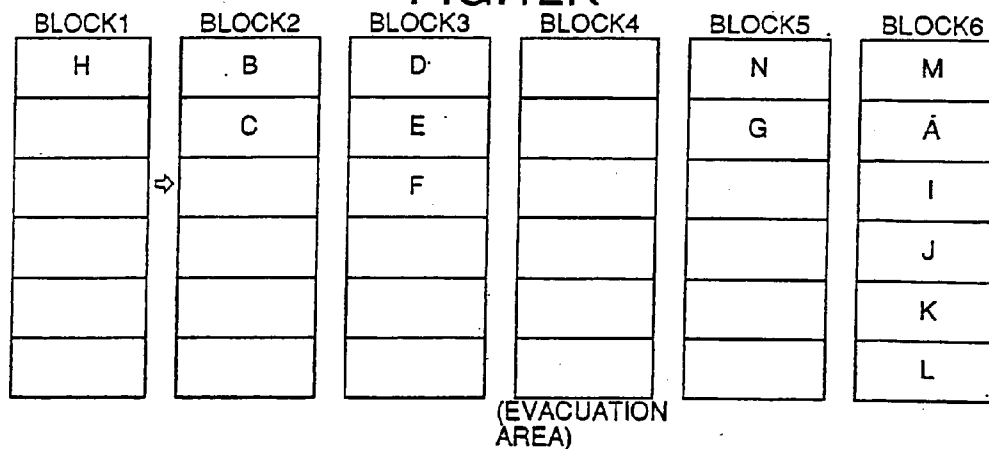 BLOCK1 BLOCK2 BLOCK3 BLOCK4 BLOCK5 BLOCK6
H B D N M
C E G Á
⇨ F I
J
K
L
(EVACUATION
AREA)